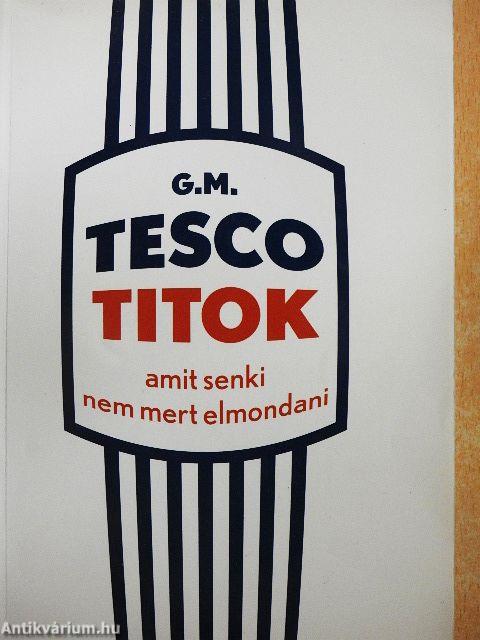 G.M.
TESCO
TITOK
amit senki
nem mert elmondani
Antikvárium.hu